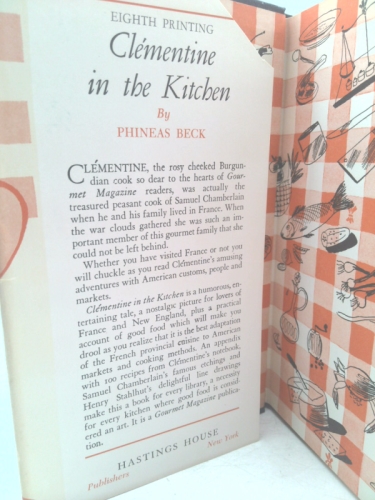 EIGHTH PRINTING
Clémentine
in the Kitchen
By
PHINEAS BECK
CLÉMENTINE, the rosy cheeked Burgun-
dian cook so dear to the hearts of Gour-
met Magazine readers, was actually the
treasured peasant cook of Samuel Chamberlain
when he and his family lived in France. When
the war clouds gathered she was such an im-
portant member of this gourmet family that she
could not be left behind.
Whether you have visited France or not you
will chuckle as you read Clémentine's amusing
adventures with American customs, people and
markets.
Clémentine in the Kitchen is a humorous, en-
tertaining tale, a nostalgic picture for lovers of
France and New England, plus a practical
account of good food which will make you
drool as you realize that it is the best adaptation
of the French provincial cuisine to American
markets and cooking methods. An appendix
with 100 recipes from Clémentine's notebook,
Samuel Chamberlain's famous etchings and
Henry Stahlhut's delightful line drawings
make this a book for every library, a necessity
for every kitchen where good food is consid-
ered an art. It is a Gourmet Magazine publica-
tion.
HASTINGS HOUSE
Publishers New York